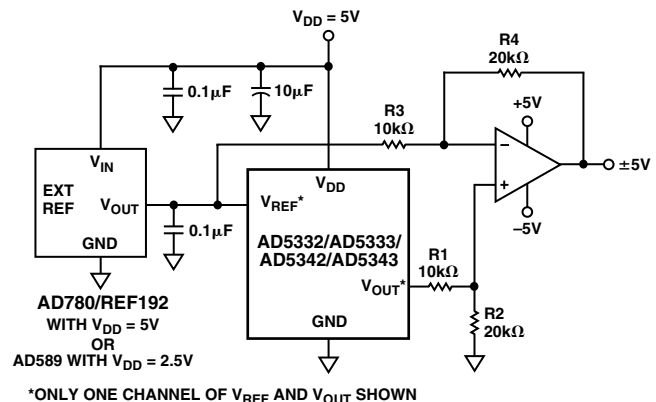 V_DD = 5V
R4
20kΩ
0.1µF
10µF
R3
10kΩ
+5V
−
+
±5V
−5V
V_IN
EXT
REF
V_OUT
GND
0.1µF
V_DD
V_REF*
AD5332/AD5333/
AD5342/AD5343
V_OUT*
GND
R1
10kΩ
R2
20kΩ
AD780/REF192
WITH V_DD = 5V
OR
AD589 WITH V_DD = 2.5V
*ONLY ONE CHANNEL OF V_REF AND V_OUT SHOWN